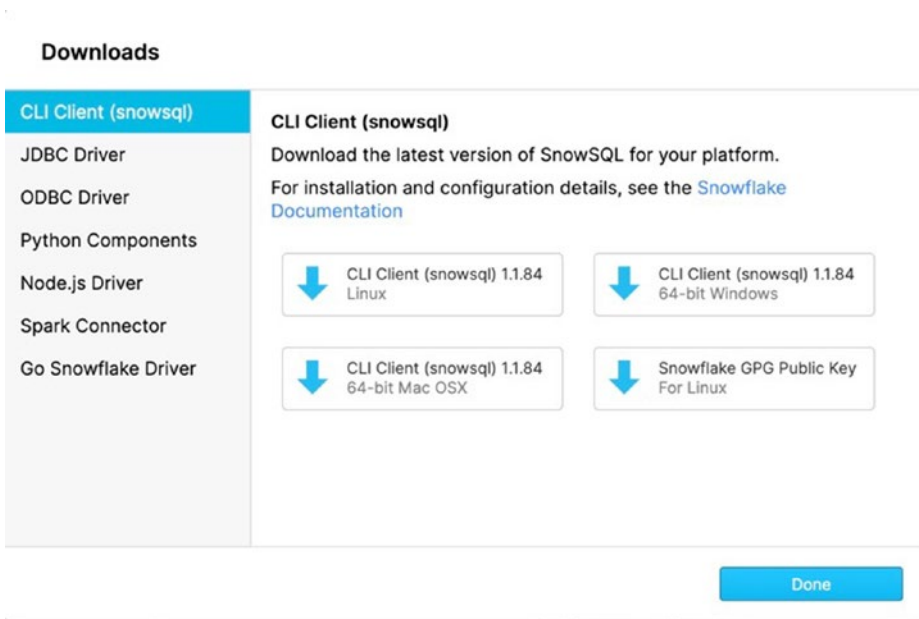 Downloads
CLI Client (snowsql)
JDBC Driver
ODBC Driver
Python Components
Node.js Driver
Spark Connector
Go Snowflake Driver
CLI Client (snowsql)
Download the latest version of SnowSQL for your platform.
For installation and configuration details, see the Snowflake
Documentation
CLI Client (snowsql) 1.1.84
Linux
CLI Client (snowsql) 1.1.84
64-bit Windows
CLI Client (snowsql) 1.1.84
64-bit Mac OSX
Snowflake GPG Public Key
For Linux
Done